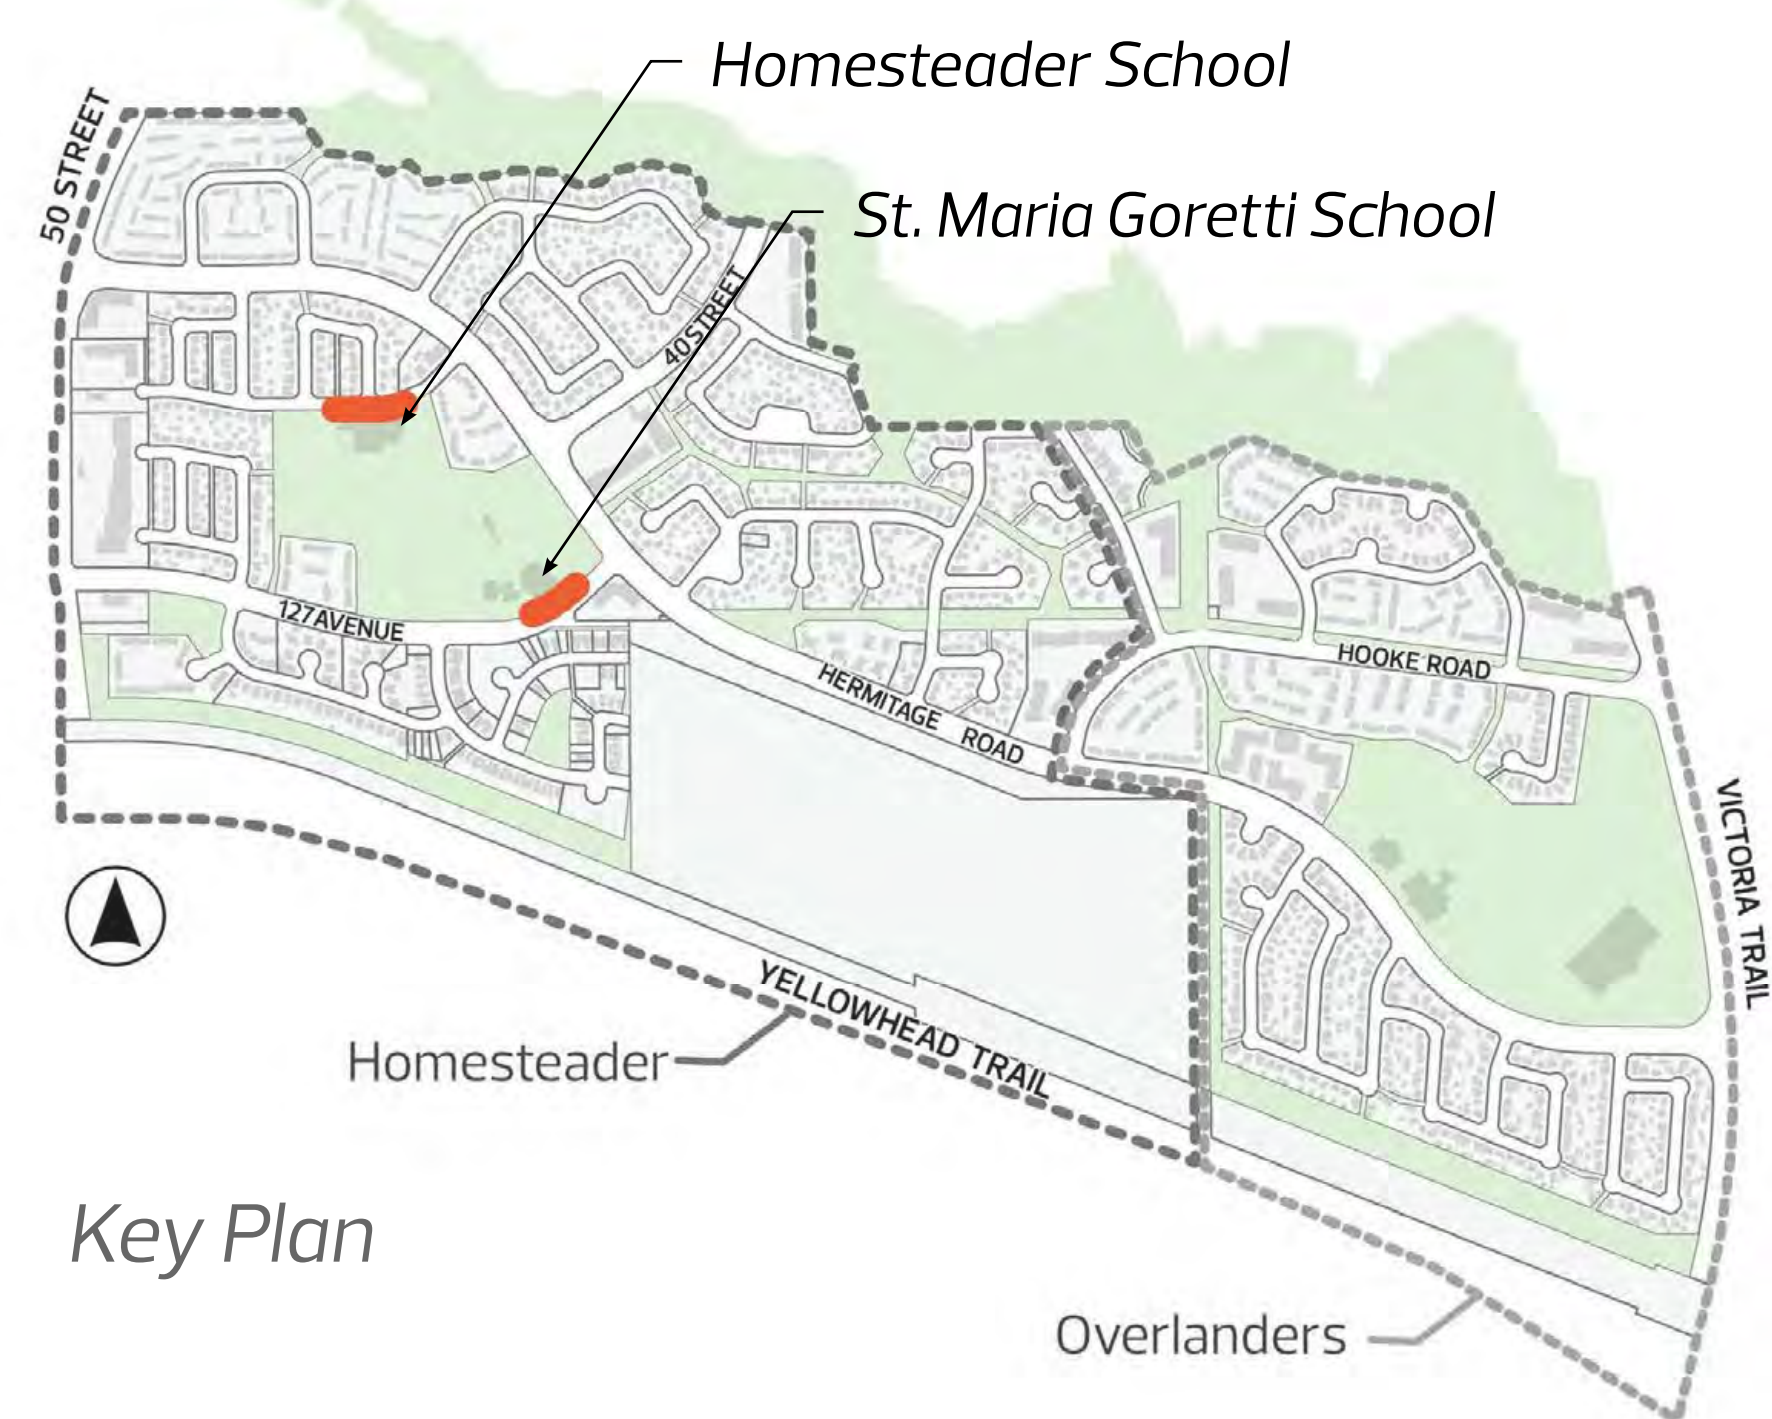 Homesteader School
50 STREET
St. Maria Goretti School
40 STREET
127 AVENUE
HOOKE ROAD
HERMITAGE ROAD
VICTORIA TRAIL
YELLOWHEAD TRAIL
Homesteader
Key Plan
Overlanders